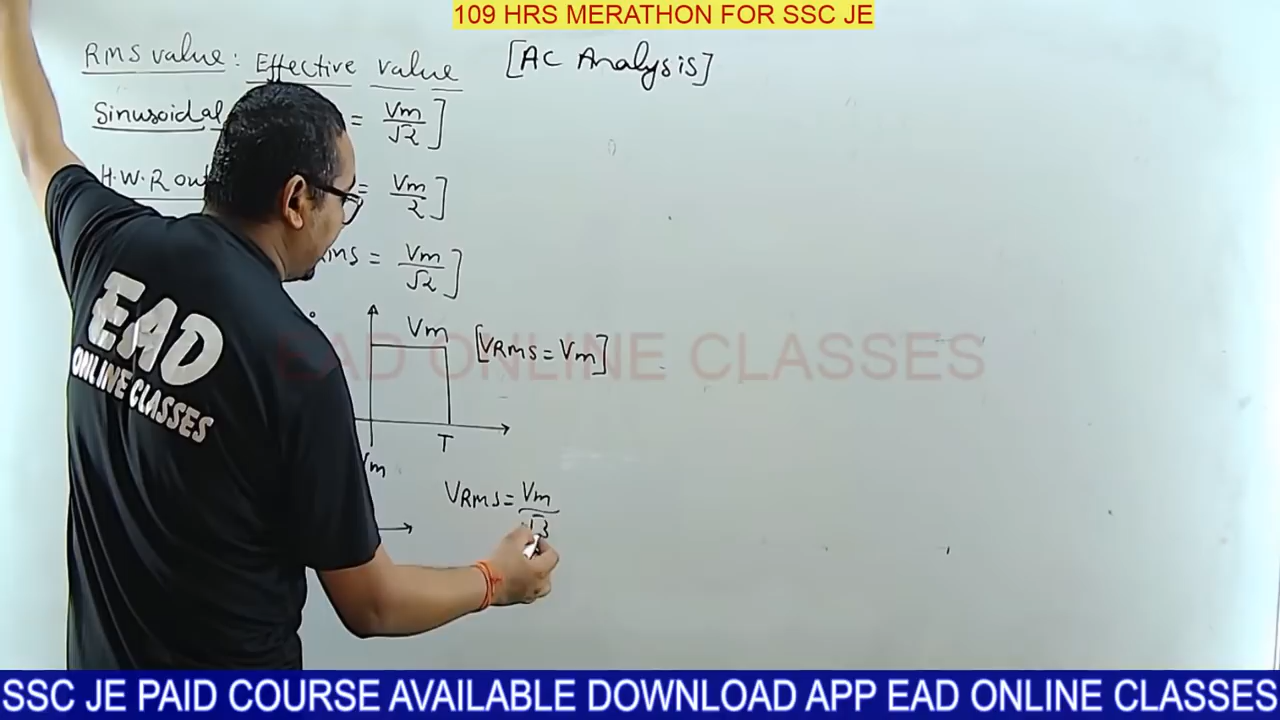 109 HRS MERATHON FOR SSC JE
RMS value: Effective value [AC Analysis]
Sinusoidal = Vm/√2]
H.W.R out = Vm/2]
RMS = Vm/√2]
Vm [VRMS = Vm]
EAD ONLINE CLASSES
EAD
ONLINE CLASSES
T
Vm
VRMS = Vm/√3
SSC JE PAID COURSE AVAILABLE DOWNLOAD APP EAD ONLINE CLASSES